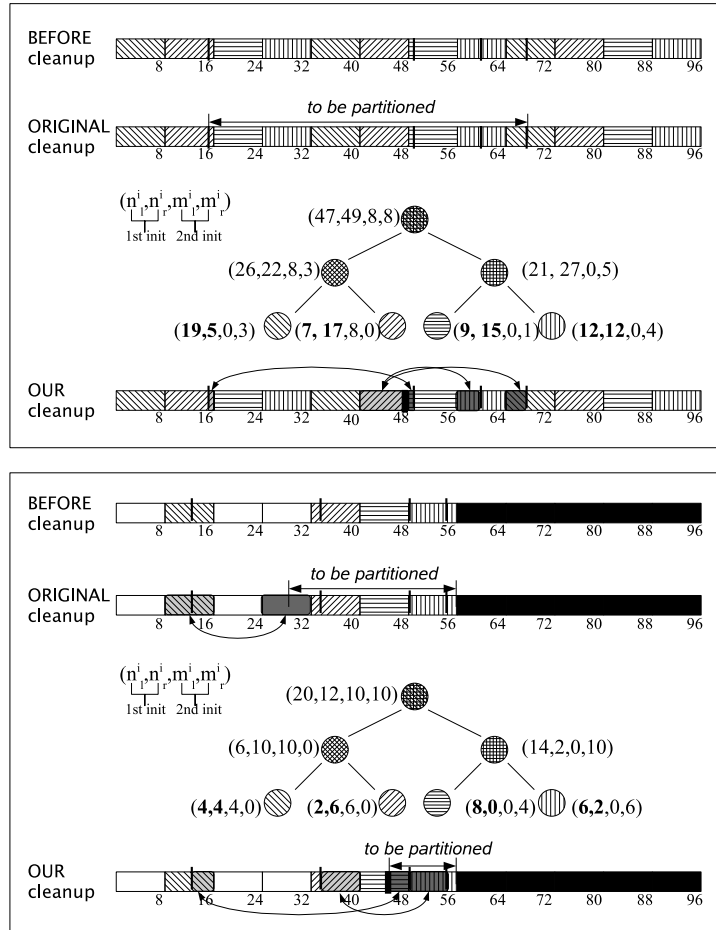 BEFORE
cleanup
8 16 24 32 40 48 56 64 72 80 88 96
to be partitioned
ORIGINAL
cleanup
8 16 24 32 40 48 56 64 72 80 88 96
(n^i_l,n^i_r,m^i_l,m^i_r)
1st init 2nd init
(47,49,8,8)
(26,22,8,3) (21, 27,0,5)
(19,5,0,3) (7, 17,8,0) (9, 15,0,1) (12,12,0,4)
OUR
cleanup
8 16 24 32 40 48 56 64 72 80 88 96
BEFORE
cleanup
8 16 24 32 40 48 56 64 72 80 88 96
to be partitioned
ORIGINAL
cleanup
8 16 24 32 40 48 56 64 72 80 88 96
(n^i_l,n^i_r,m^i_l,m^i_r)
1st init 2nd init
(20,12,10,10)
(6,10,10,0) (14,2,0,10)
(4,4,4,0) (2,6,6,0) (8,0,0,4) (6,2,0,6)
to be partitioned
OUR
cleanup
8 16 24 32 40 48 56 64 72 80 88 96